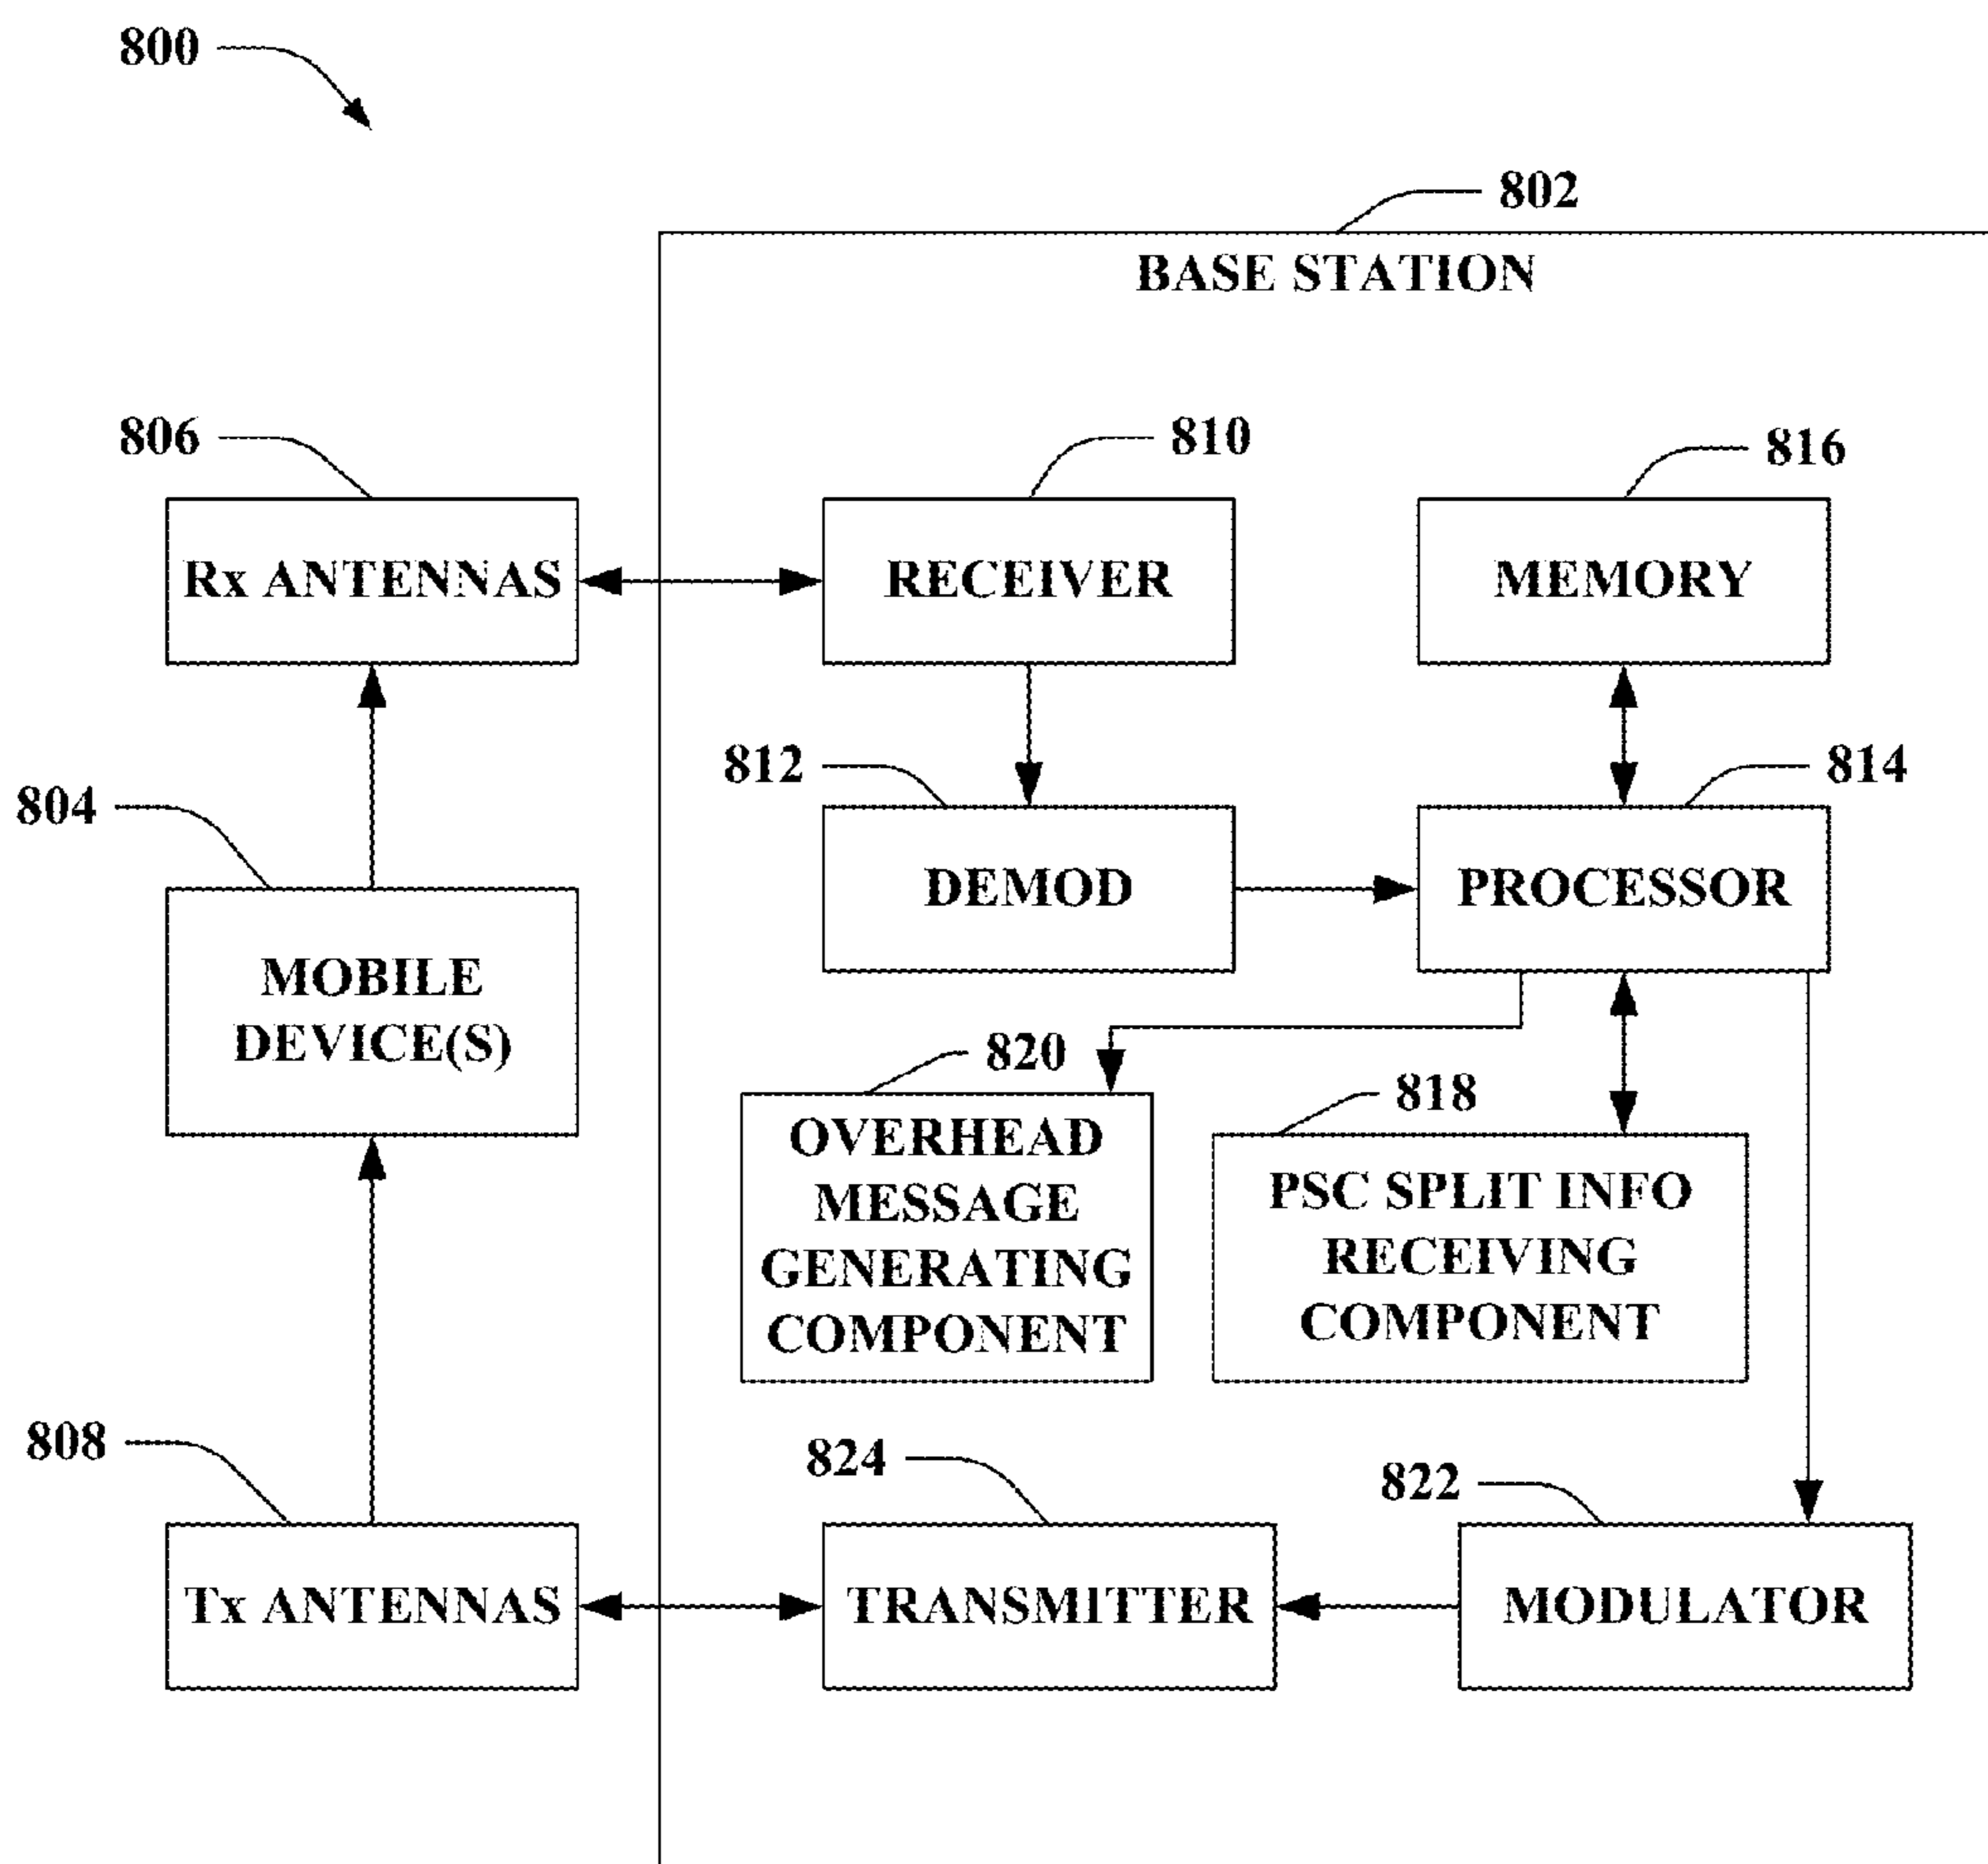 800
802
BASE STATION
806
810
816
Rx ANTENNAS
RECEIVER
MEMORY
812
814
804
DEMOD
PROCESSOR
MOBILE
DEVICE(S)
820
818
OVERHEAD
MESSAGE
GENERATING
COMPONENT
PSC SPLIT INFO
RECEIVING
COMPONENT
808
824
822
Tx ANTENNAS
TRANSMITTER
MODULATOR